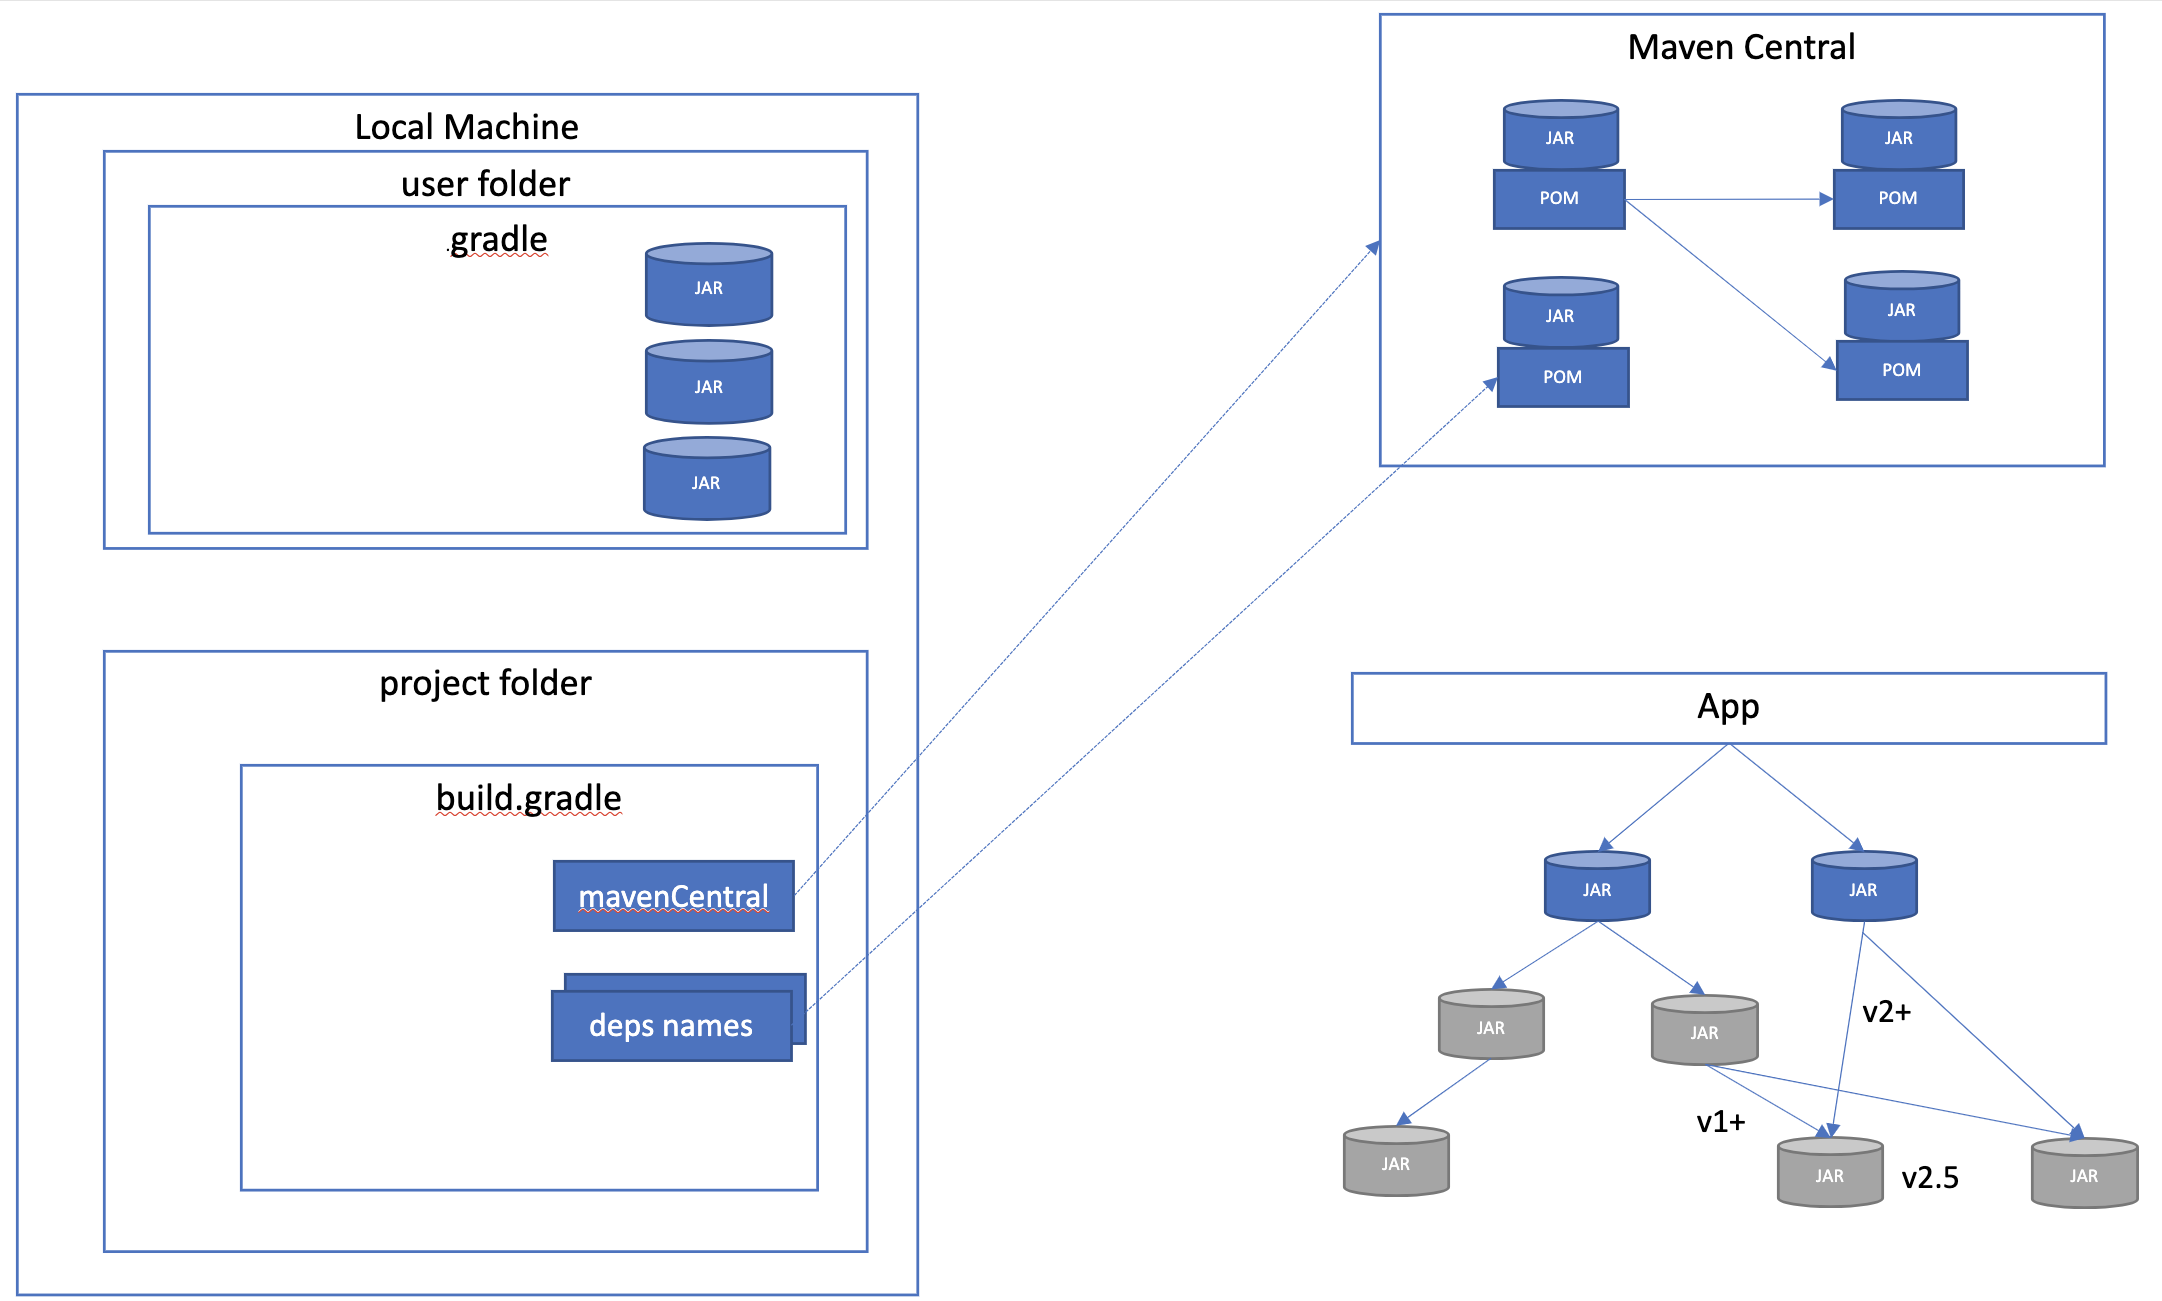 Local Machine
user folder
.gradle
JAR
JAR
JAR
project folder
build.gradle
mavenCentral
deps names
Maven Central
JAR
JAR
POM
POM
JAR
JAR
POM
POM
App
JAR
JAR
JAR
JAR
v2+
v1+
JAR
JAR
v2.5
JAR